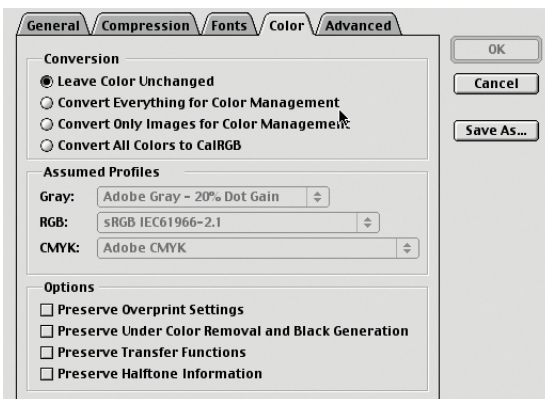 General Compression Fonts Color Advanced
OK
Cancel
Save As...
Conversion
Leave Color Unchanged
Convert Everything for Color Management
Convert Only Images for Color Management
Convert All Colors to CalRGB
Assumed Profiles
Gray: Adobe Gray - 20% Dot Gain
RGB: sRGB IEC61966-2.1
CMYK: Adobe CMYK
Options
Preserve Overprint Settings
Preserve Under Color Removal and Black Generation
Preserve Transfer Functions
Preserve Halftone Information